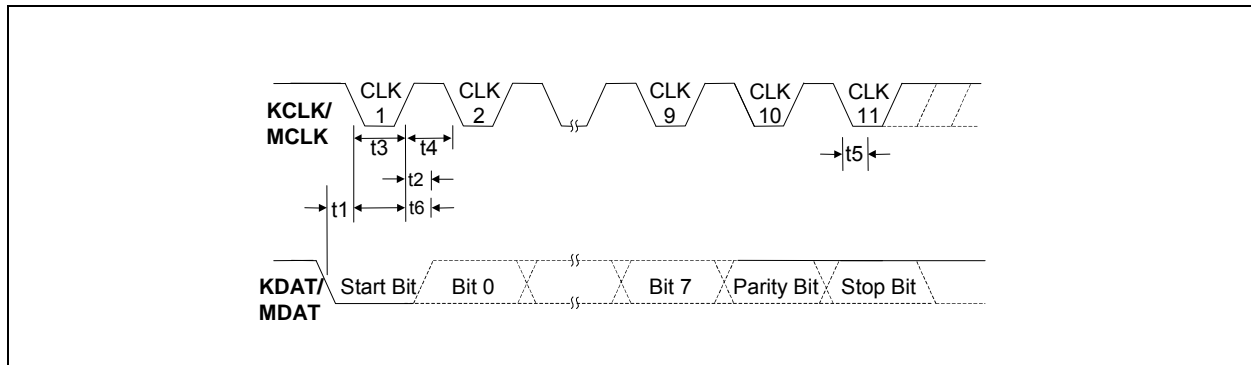 KCLK/
MCLK
CLK
1
CLK
2
CLK
9
CLK
10
CLK
11
t3
t4
t5
t2
t1
t6
KDAT/
MDAT
Start Bit
Bit 0
Bit 7
Parity Bit
Stop Bit